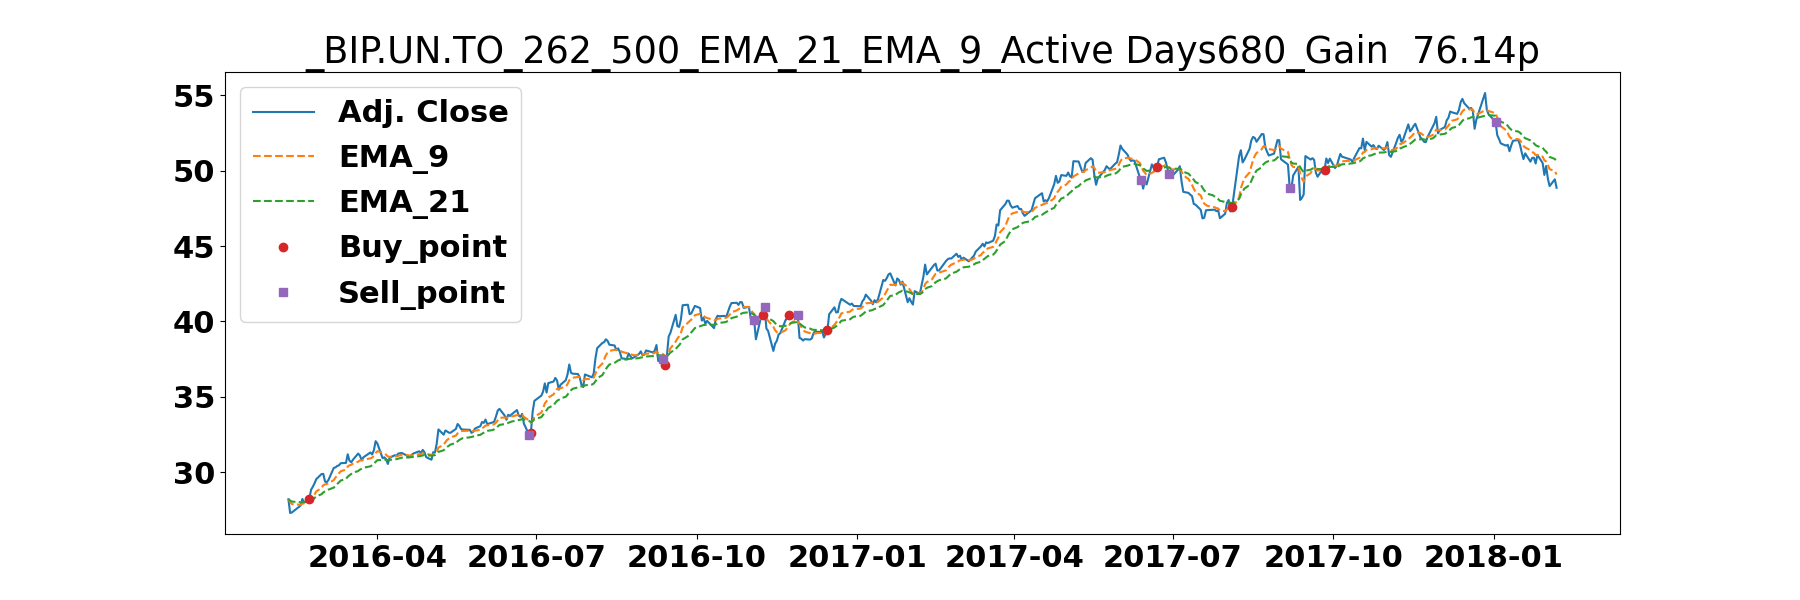 _BIP.UN.TO_262_500_EMA_21_EMA_9_Active Days680_Gain  76.14p
55
50
45
40
35
30
Adj. Close
EMA_9
EMA_21
Buy_point
Sell_point
2016-04 2016-07 2016-10 2017-01 2017-04 2017-07 2017-10 2018-01